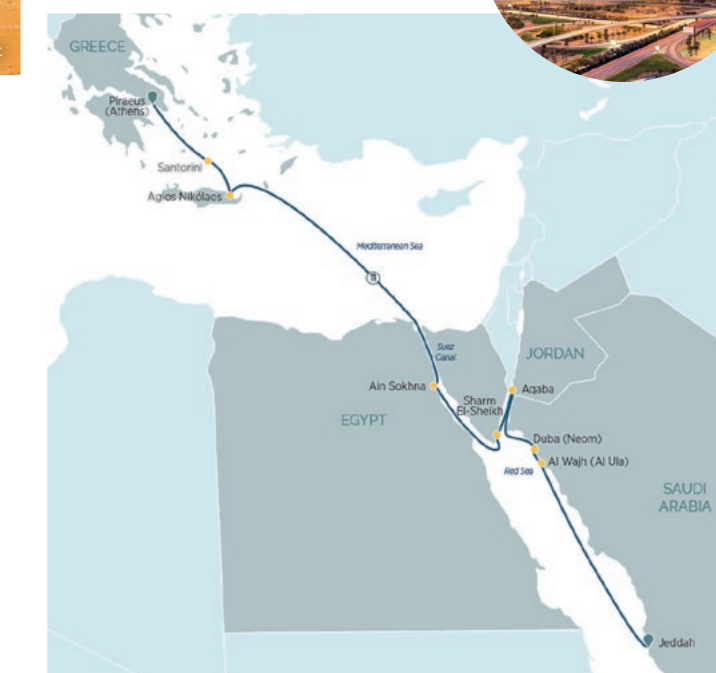 GREECE
Piraeus
(Athens)
Santorini
Agios Nikólaos
Mediterranean Sea
Suez
Canal
JORDAN
Ain Sokhna
Aqaba
Sharm
El-Sheikh
EGYPT
Duba (Neom)
Al Wajh (Al Ula)
Red Sea
SAUDI
ARABIA
Jeddah